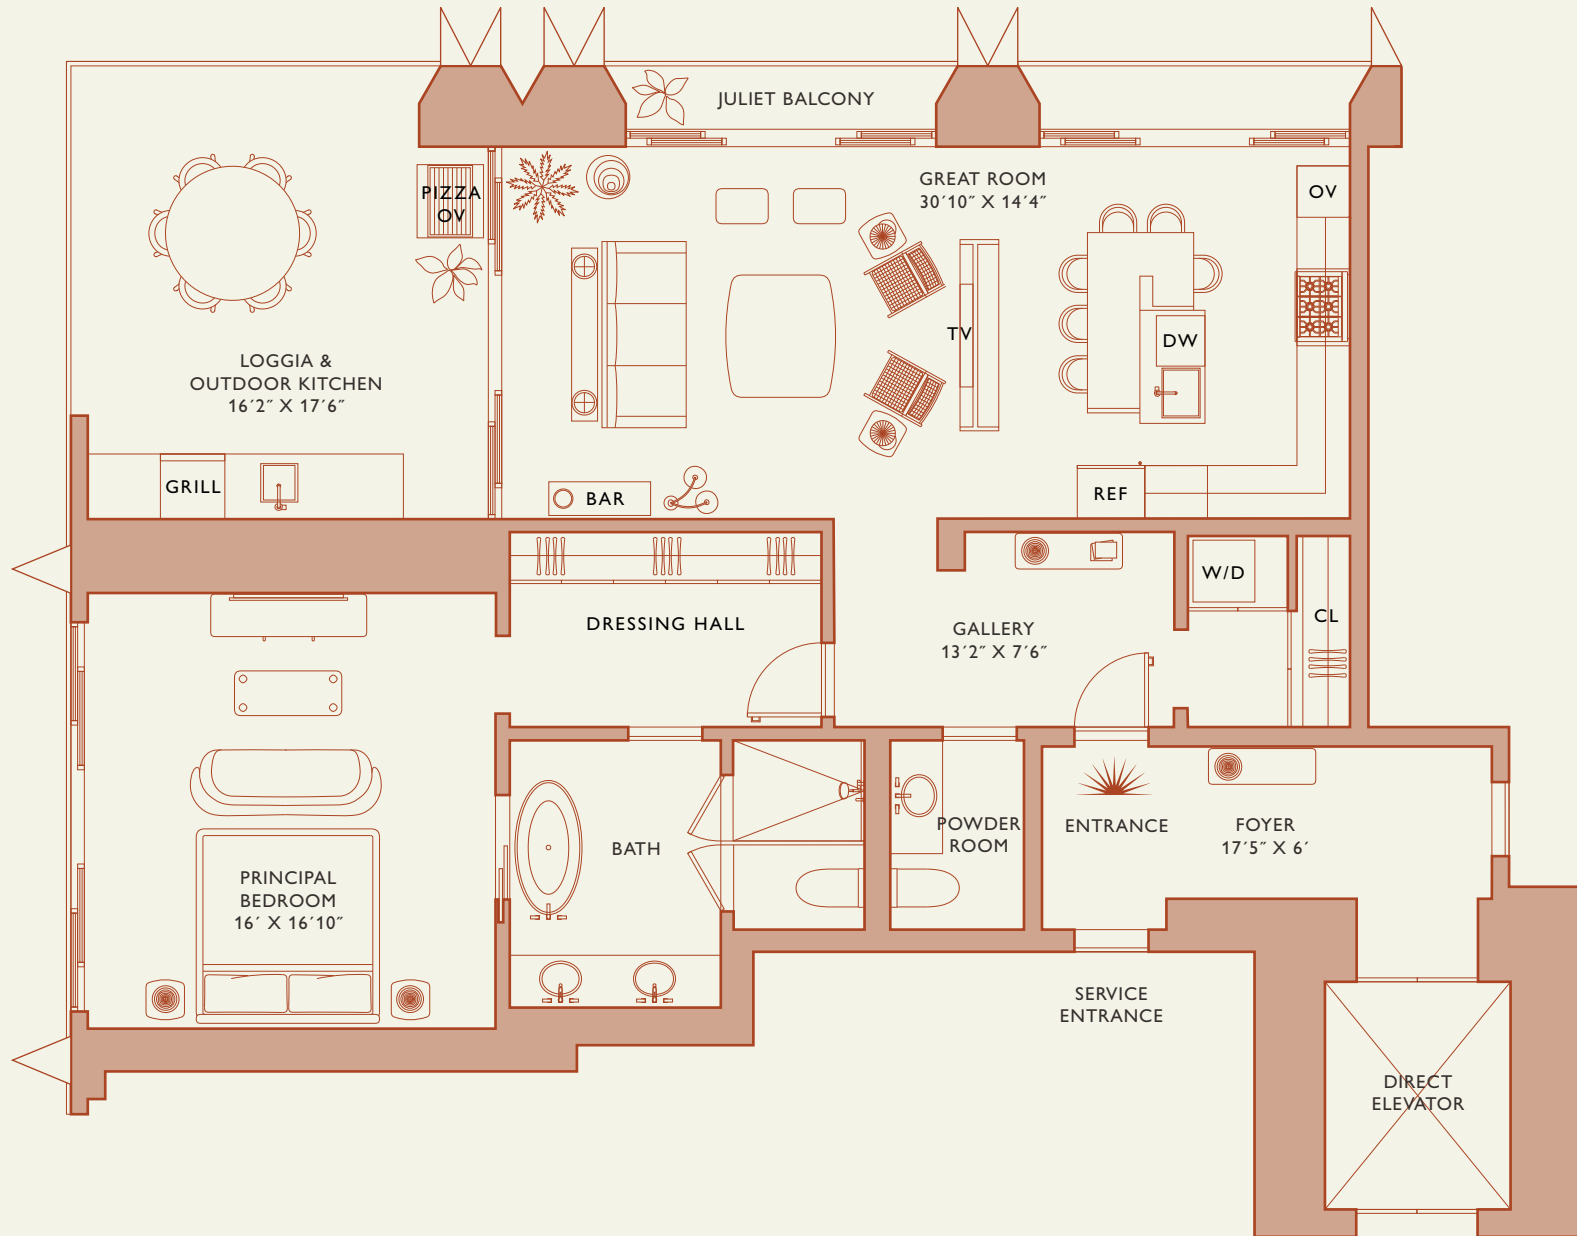 JULIET BALCONY
PIZZA
OV
GREAT ROOM
30´10˝ X 14´4˝
OV
TV
DW
LOGGIA &
OUTDOOR KITCHEN
16´2˝ X 17´6˝
GRILL
BAR
REF
DRESSING HALL
GALLERY
13´2˝ X 7´6˝
W/D
CL
BATH
POWDER
ROOM
ENTRANCE
FOYER
17´5˝ X 6´
PRINCIPAL
BEDROOM
16´ X 16´10˝
SERVICE
ENTRANCE
DIRECT
ELEVATOR